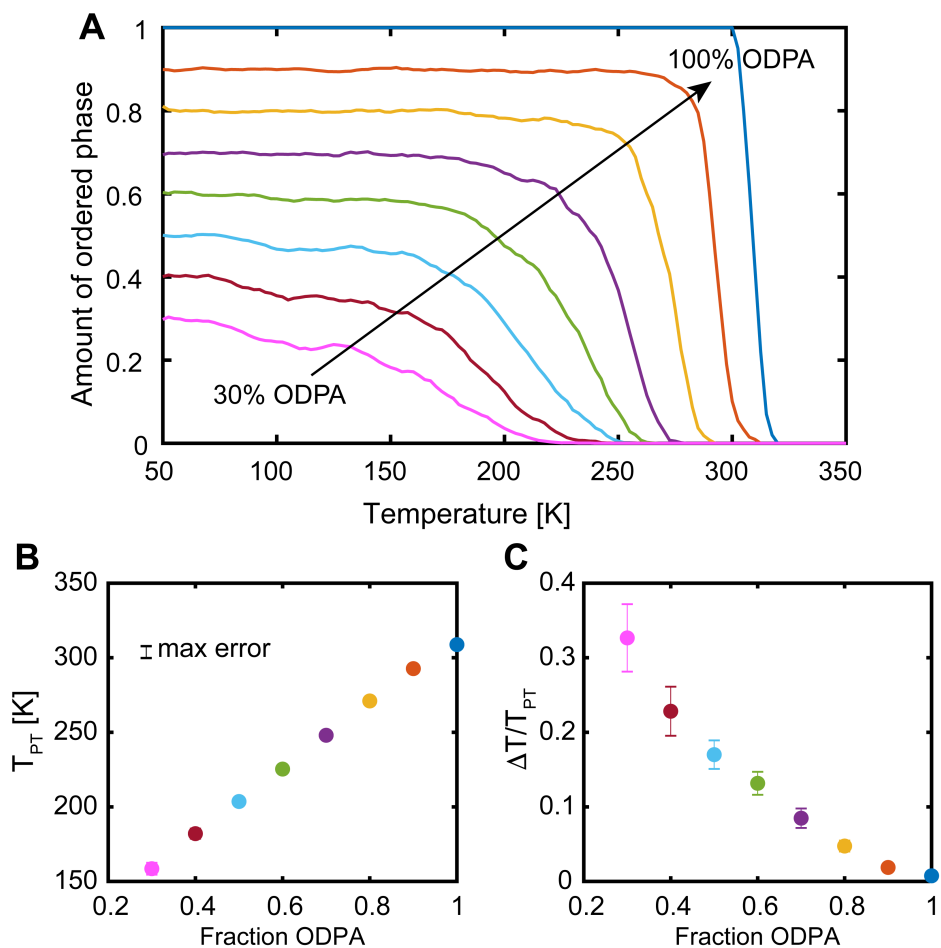 A
1
0.8
0.6
0.4
0.2
0
Amount of ordered phase
100% ODPA
30% ODPA
50 100 150 200 250 300 350
Temperature [K]
B
350
300
250
200
150
T_PT [K]
max error
0.2 0.4 0.6 0.8 1
Fraction ODPA
C
0.4
0.3
0.2
0.1
0
ΔT/T_PT
0.2 0.4 0.6 0.8 1
Fraction ODPA